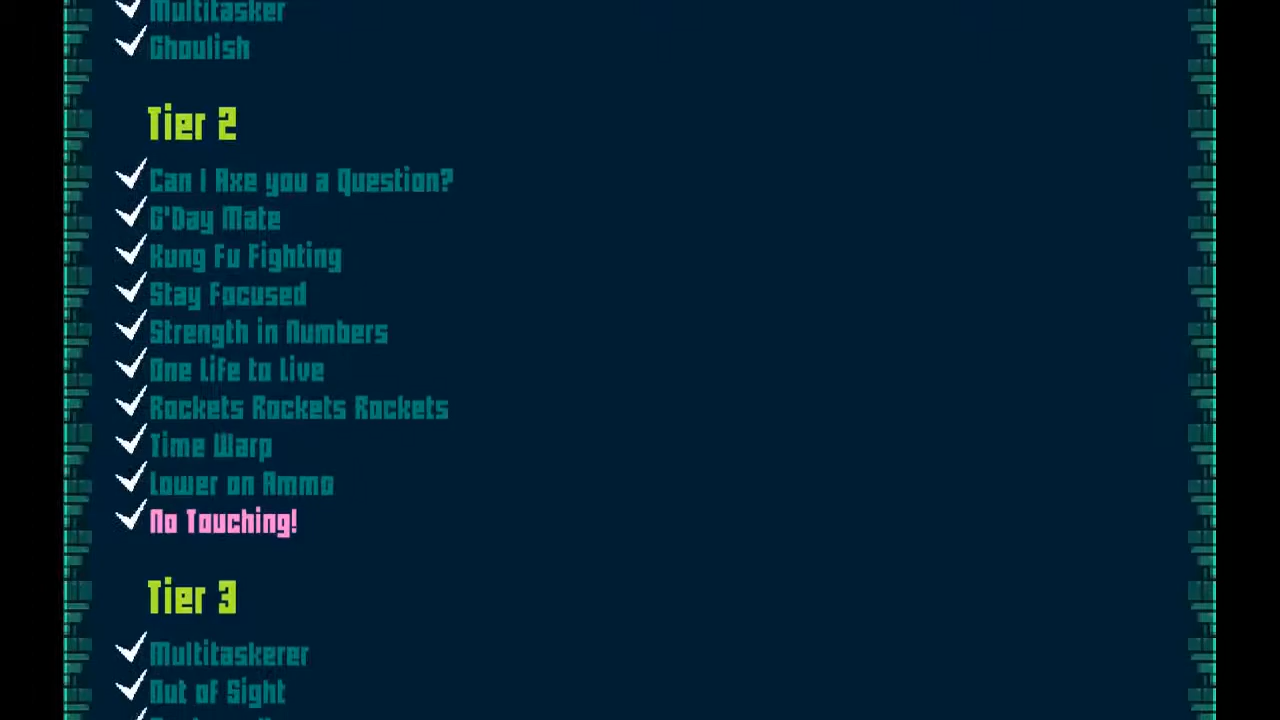 Multitasker
Ghoulish
Tier 2
Can I Axe you a Question?
G'Day Mate
Kung Fu Fighting
Stay Focused
Strength in Numbers
One Life to Live
Rockets Rockets Rockets
Time Warp
Lower on Ammo
No Touching!
Tier 3
Multitaskerer
Out of Sight